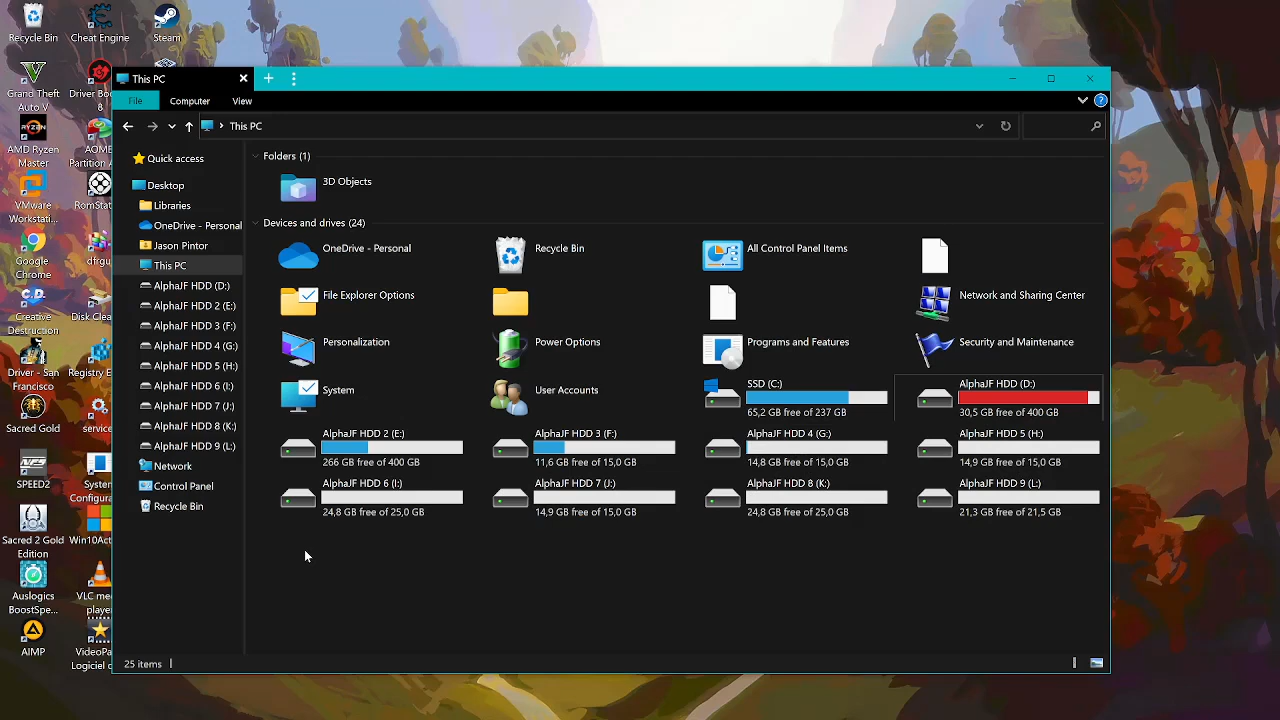 Recycle Bin
Cheat Engine
Steam
Grand Theft
Auto V
Driver Boo
8
AMD Ryzen
Master
AOME
Partition A
VMware
Workstati...
RomStat
Google
Chrome
dfrgu
Creative
Destruction
Disk Clea
Driver - San
Francisco
Registry
Sacred Gold
service
SPEED2
System
Configura
Sacred 2 Gold
Edition
Win10Act
Auslogics
BoostSpe...
VLC me
player
AIMP
VideoPa
Logiciel d
This PC
File
Computer
View
This PC
Quick access
Desktop
Libraries
OneDrive - Personal
Jason Pintor
This PC
AlphaJF HDD (D:)
AlphaJF HDD 2 (E:)
AlphaJF HDD 3 (F:)
AlphaJF HDD 4 (G:)
AlphaJF HDD 5 (H:)
AlphaJF HDD 6 (I:)
AlphaJF HDD 7 (J:)
AlphaJF HDD 8 (K:)
AlphaJF HDD 9 (L:)
Network
Control Panel
Recycle Bin
Folders (1)
3D Objects
Devices and drives (24)
OneDrive - Personal
Recycle Bin
All Control Panel Items
File Explorer Options
Network and Sharing Center
Personalization
Power Options
Programs and Features
Security and Maintenance
System
User Accounts
SSD (C:)
65,2 GB free of 237 GB
AlphaJF HDD (D:)
30,5 GB free of 400 GB
AlphaJF HDD 2 (E:)
266 GB free of 400 GB
AlphaJF HDD 3 (F:)
11,6 GB free of 15,0 GB
AlphaJF HDD 4 (G:)
14,8 GB free of 15,0 GB
AlphaJF HDD 5 (H:)
14,9 GB free of 15,0 GB
AlphaJF HDD 6 (I:)
24,8 GB free of 25,0 GB
AlphaJF HDD 7 (J:)
14,9 GB free of 15,0 GB
AlphaJF HDD 8 (K:)
24,8 GB free of 25,0 GB
AlphaJF HDD 9 (L:)
21,3 GB free of 21,5 GB
25 items